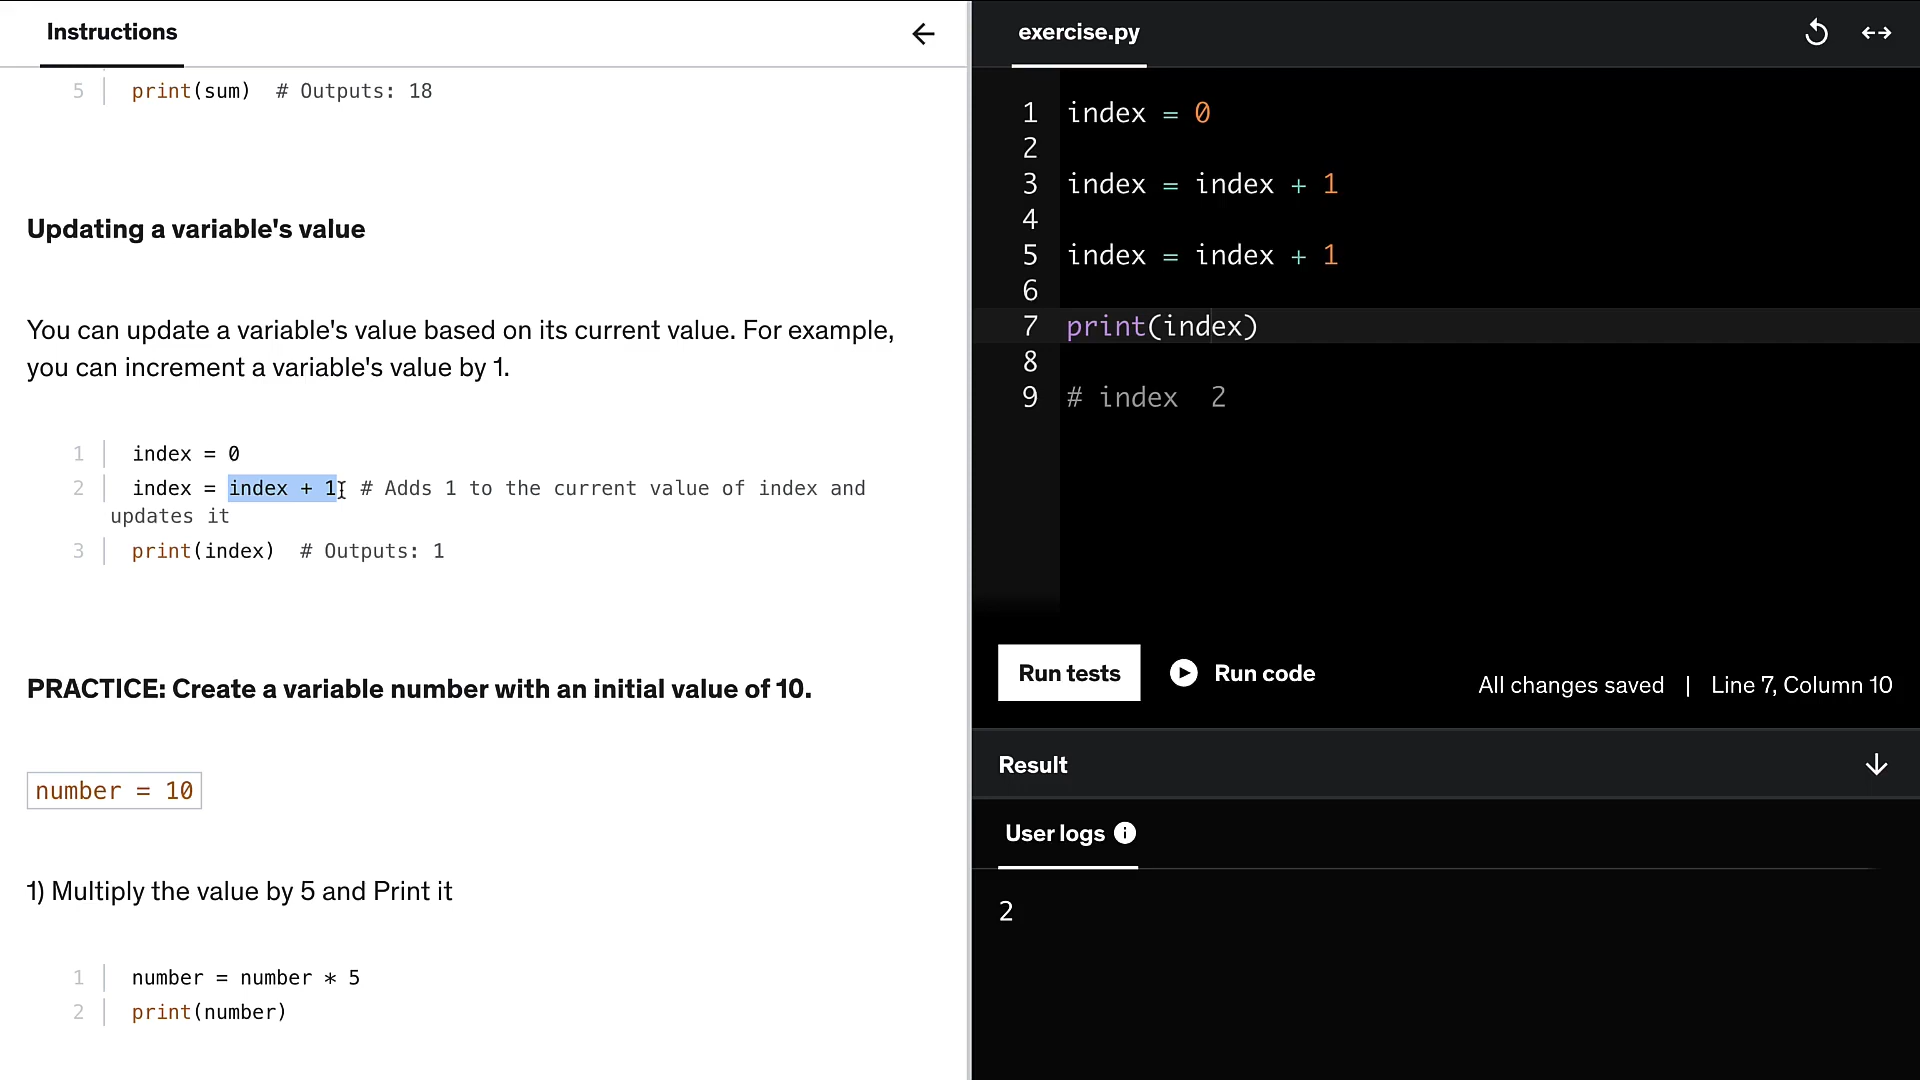 Instructions
5 print(sum)  # Outputs: 18
Updating a variable's value
You can update a variable's value based on its current value. For example,
you can increment a variable's value by 1.
1 index = 0
2 index = index + 1  # Adds 1 to the current value of index and
updates it
3 print(index)  # Outputs: 1
PRACTICE: Create a variable number with an initial value of 10.
number = 10
1) Multiply the value by 5 and Print it
1 number = number * 5
2 print(number)
exercise.py
1 index = 0
2
3 index = index + 1
4
5 index = index + 1
6
7 print(index)
8
9 # index  2
Run tests
Run code
All changes saved | Line 7, Column 10
Result
User logs
2